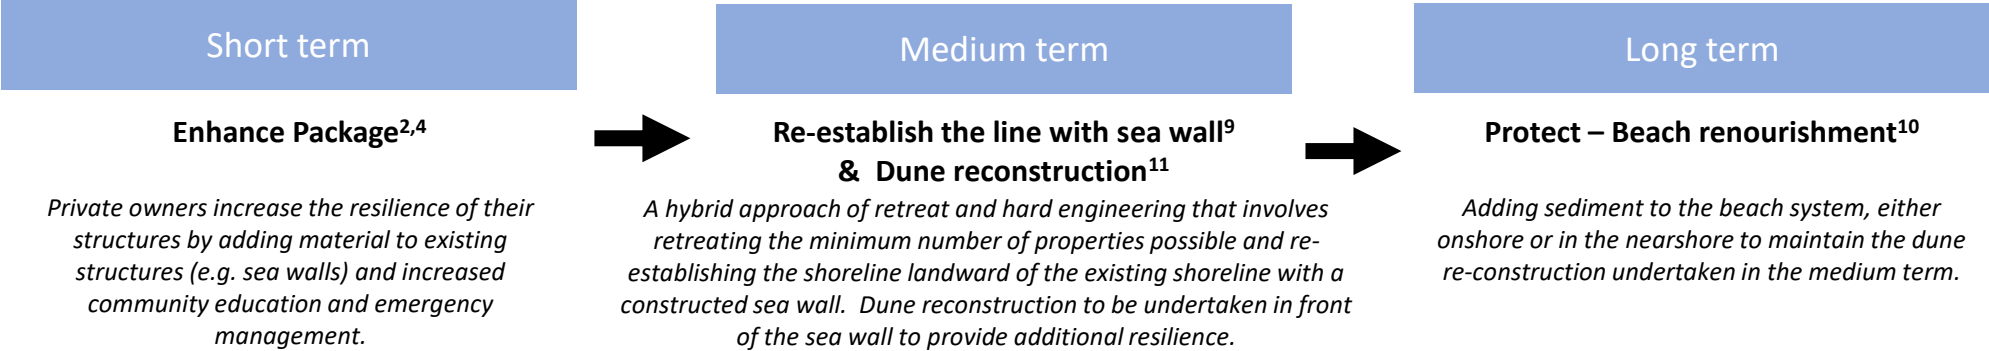 Short term
Enhance Package2,4
Private owners increase the resilience of their
structures by adding material to existing
structures (e.g. sea walls) and increased
community education and emergency
management.
Medium term
Re-establish the line with sea wall9
& Dune reconstruction11
A hybrid approach of retreat and hard engineering that involves
retreating the minimum number of properties possible and re-
establishing the shoreline landward of the existing shoreline with a
constructed sea wall. Dune reconstruction to be undertaken in front
of the sea wall to provide additional resilience.
Long term
Protect – Beach renourishment10
Adding sediment to the beach system, either
onshore or in the nearshore to maintain the dune
re-construction undertaken in the medium term.